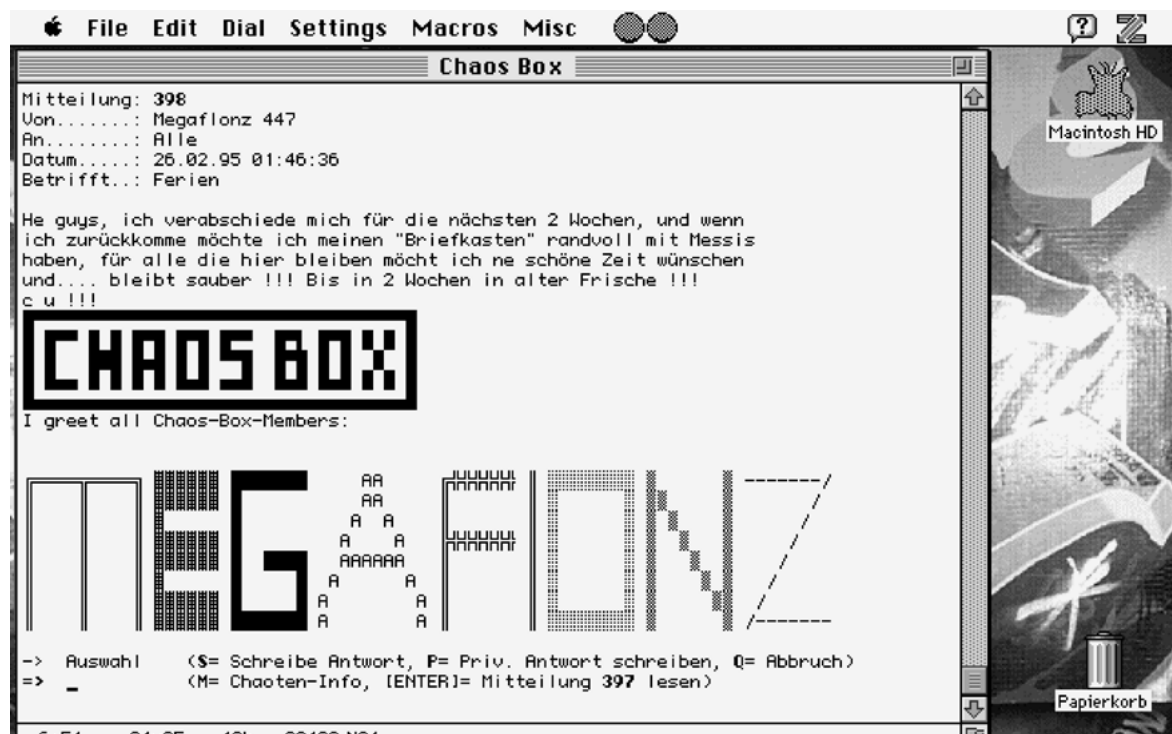 File Edit Dial Settings Macros Misc
Chaos Box
Mitteilung: 398
Von.......: Megaflonz 447
An........: Alle
Datum.....: 26.02.95 01:46:36
Betrifft..: Ferien
He guys, ich verabschiede mich für die nächsten 2 Wochen, und wenn
ich zurückkomme möchte ich meinen "Briefkasten" randvoll mit Messis
haben, für alle die hier bleiben möcht ich ne schöne Zeit wünschen
und.... bleibt sauber !!! Bis in 2 Wochen in alter Frische !!!
c u !!!
CHAOS BOX
I greet all Chaos-Box-Members:
MEGAFlONZ
-> Auswahl (S= Schreibe Antwort, P= Priv. Antwort schreiben, Q= Abbruch)
=> _ (M= Chaoten-Info, [ENTER]= Mitteilung 397 lesen)
Macintosh HD
Papierkorb